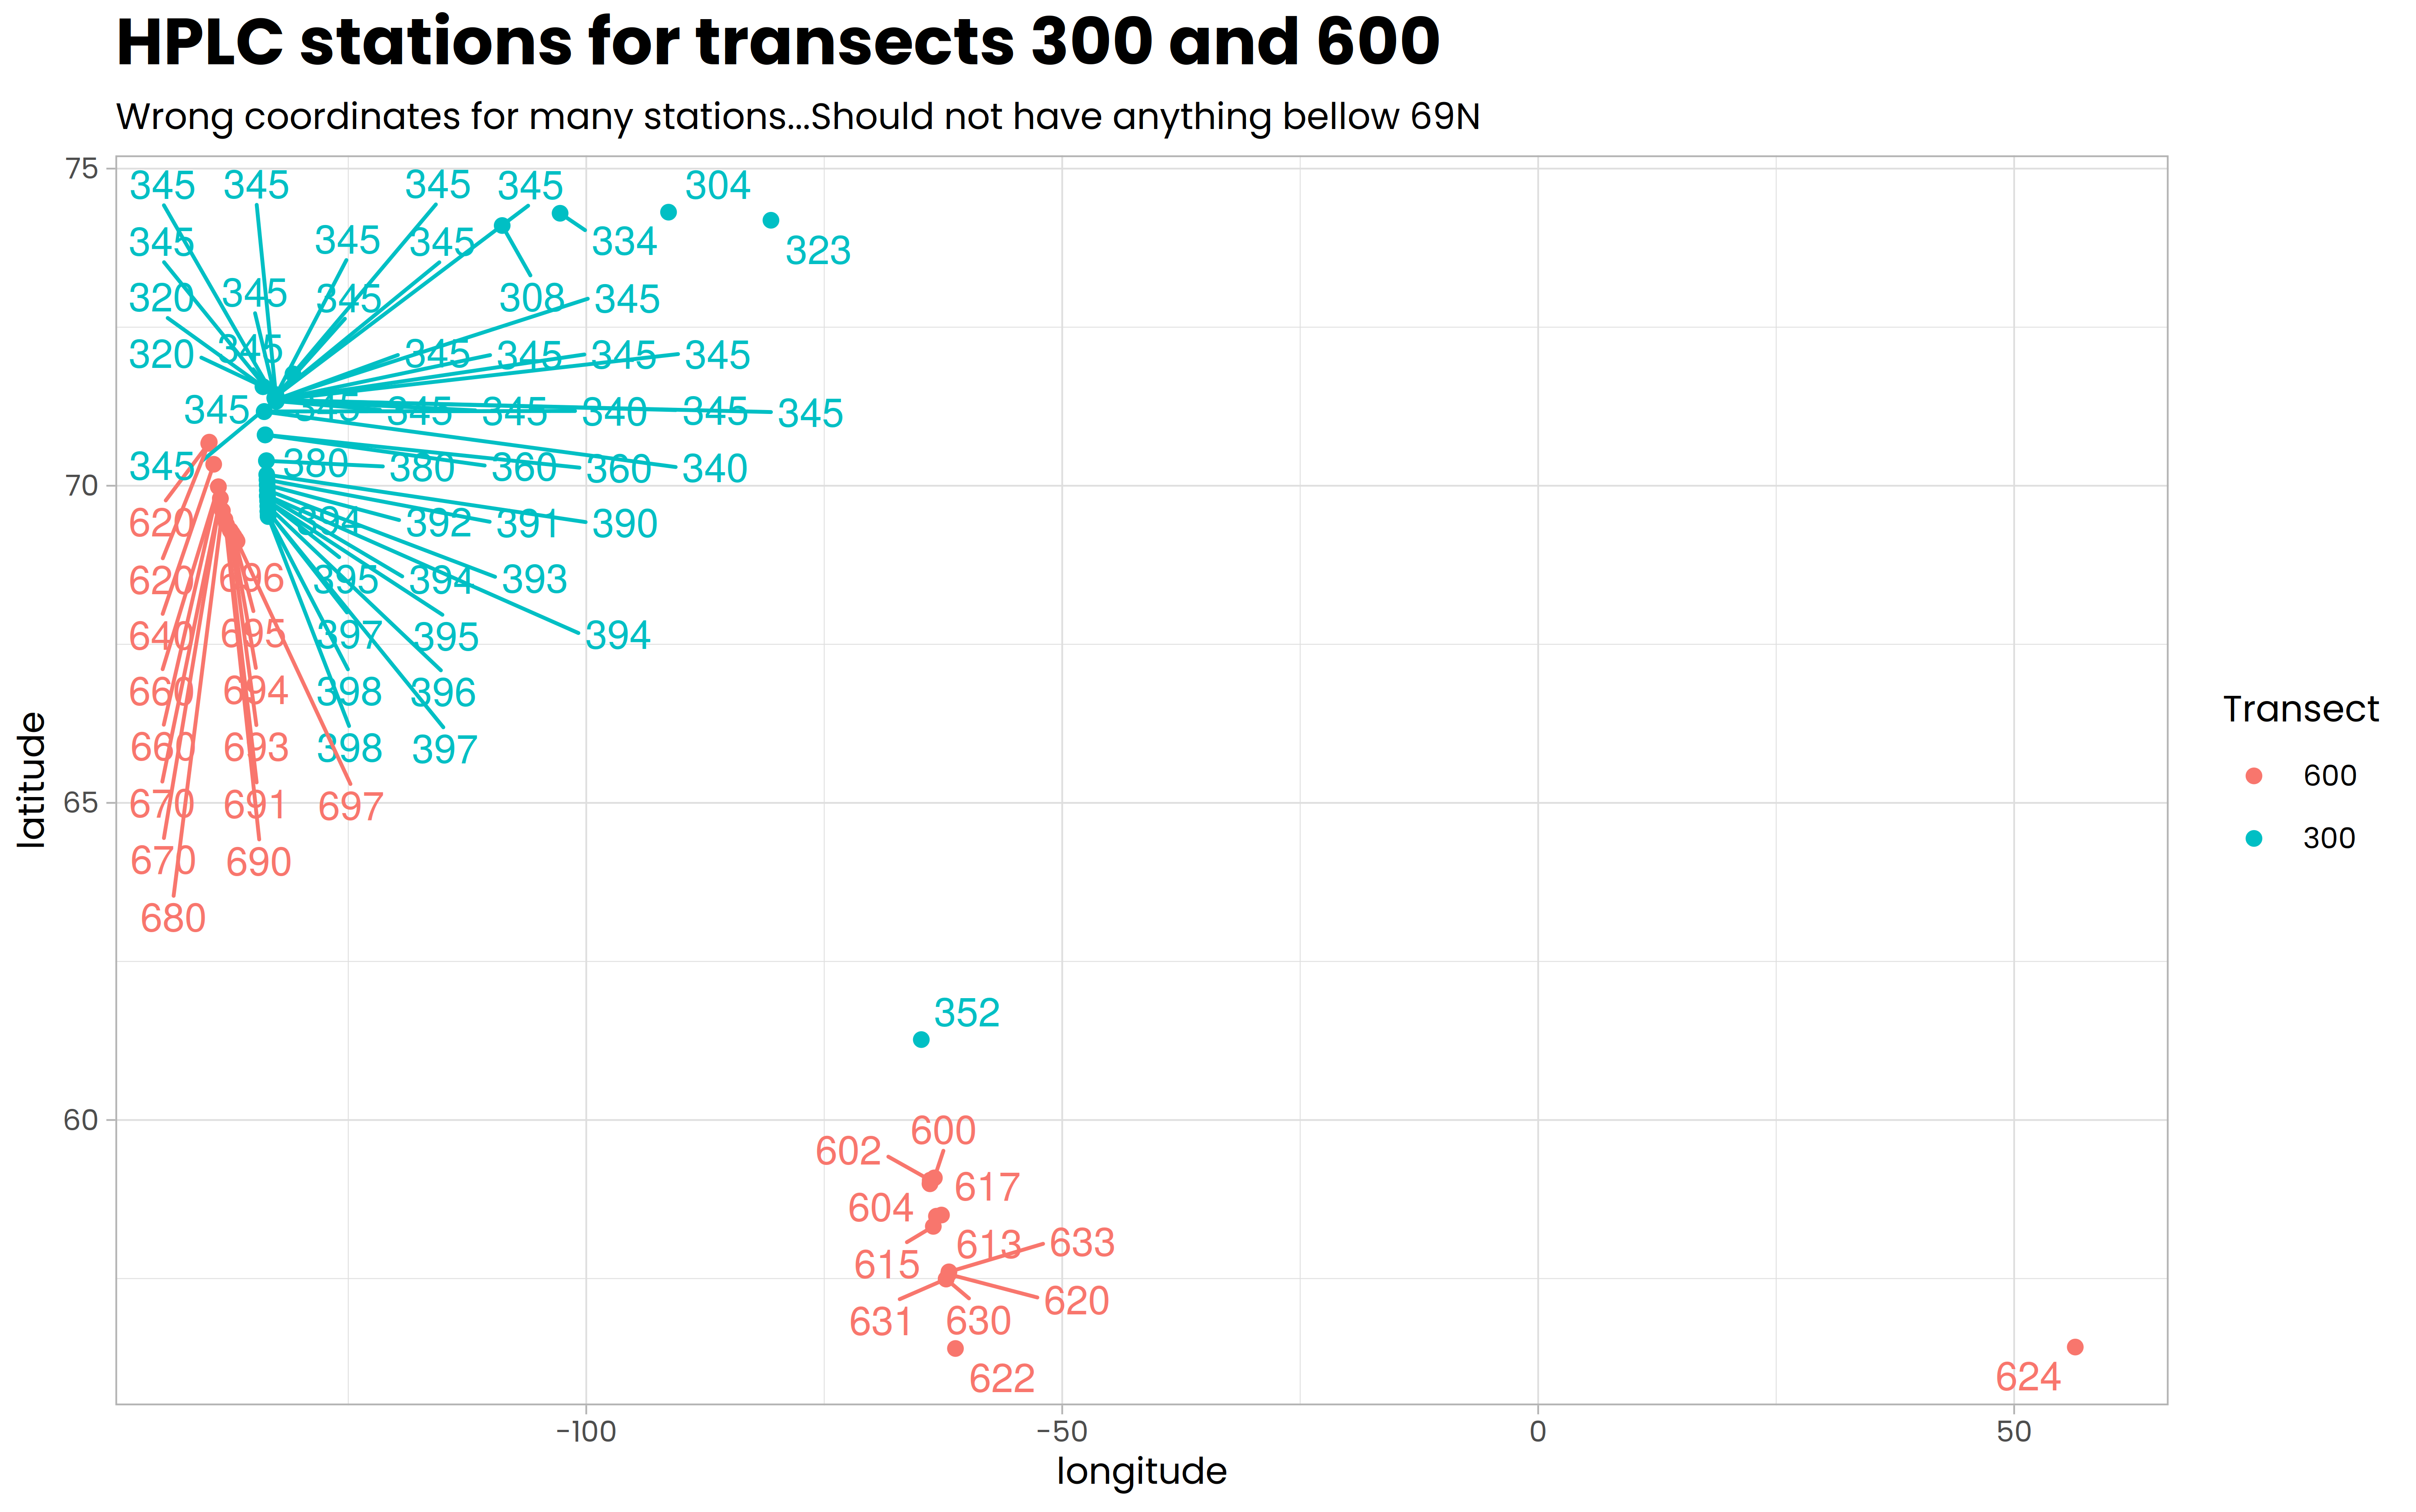 HPLC stations for transects 300 and 600
Wrong coordinates for many stations...Should not have anything bellow 69N
75
345 345 345 345 304
345 345 345 334 323
320 345 345 308 345
320 345 345 345 345 345
345 345 345 345 340 345 345
345 380 380 360 360 340
70
620 394 392 391 390
620 696 395 394 393
640 695 397 395 394
660 694 398 396
660 693 398 397
latitude
Transect
600
300
65
670 691 697
670 690
680
352
60
602 600
604 617
615 613 633
631 630 620
622 624
-100 -50 0 50
longitude